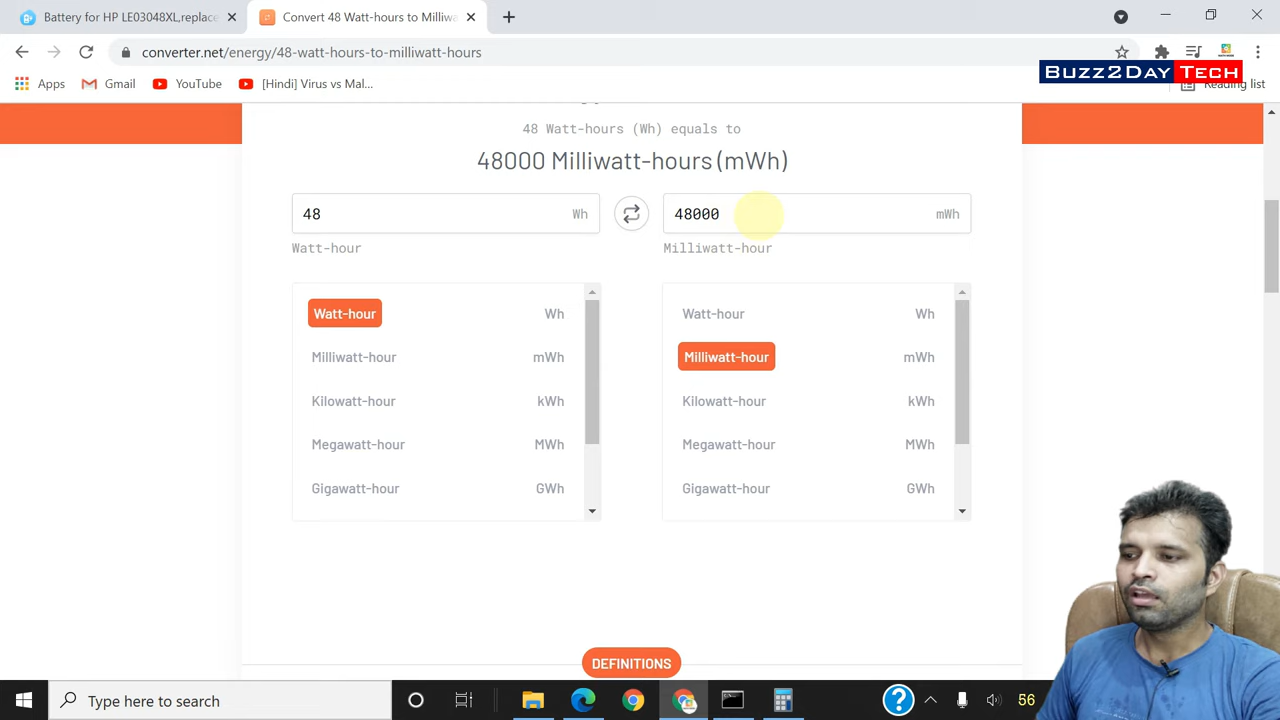 Battery for HP LE03048XL,replace
Convert 48 Watt-hours to Milliwa
converter.net/energy/48-watt-hours-to-milliwatt-hours
Apps
Gmail
YouTube
[Hindi] Virus vs Mal...
Reading list
BUZZ2DAY TECH
48 Watt-hours (Wh) equals to
48000 Milliwatt-hours (mWh)
48 Wh
48000 mWh
Watt-hour
Milliwatt-hour
Watt-hour Wh
Milliwatt-hour mWh
Kilowatt-hour kWh
Megawatt-hour MWh
Gigawatt-hour GWh
Watt-hour Wh
Milliwatt-hour mWh
Kilowatt-hour kWh
Megawatt-hour MWh
Gigawatt-hour GWh
DEFINITIONS
Type here to search
?
56